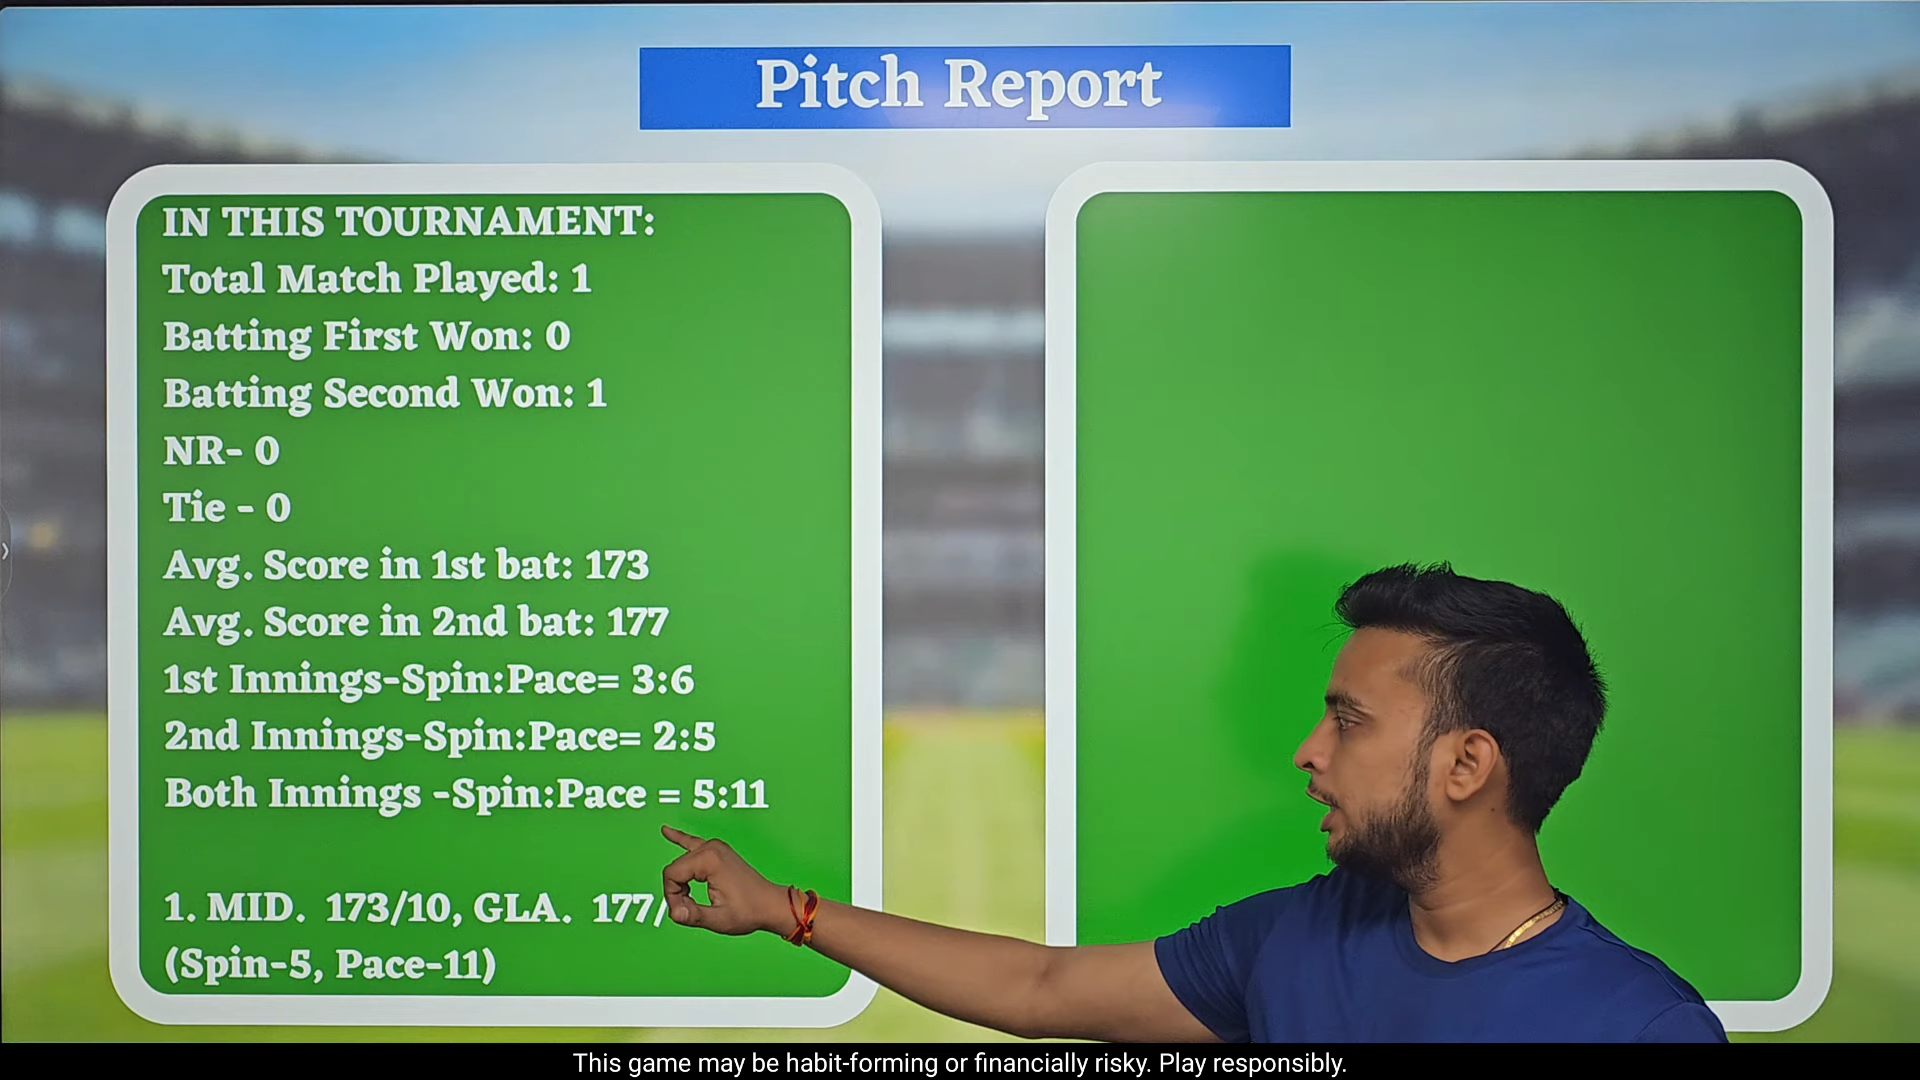 Pitch Report
IN THIS TOURNAMENT:
Total Match Played: 1
Batting First Won: 0
Batting Second Won: 1
NR- 0
Tie - 0
Avg. Score in 1st bat: 173
Avg. Score in 2nd bat: 177
1st Innings-Spin:Pace= 3:6
2nd Innings-Spin:Pace= 2:5
Both Innings -Spin:Pace = 5:11
1. MID. 173/10, GLA. 177/
(Spin-5, Pace-11)
This game may be habit-forming or financially risky. Play responsibly.